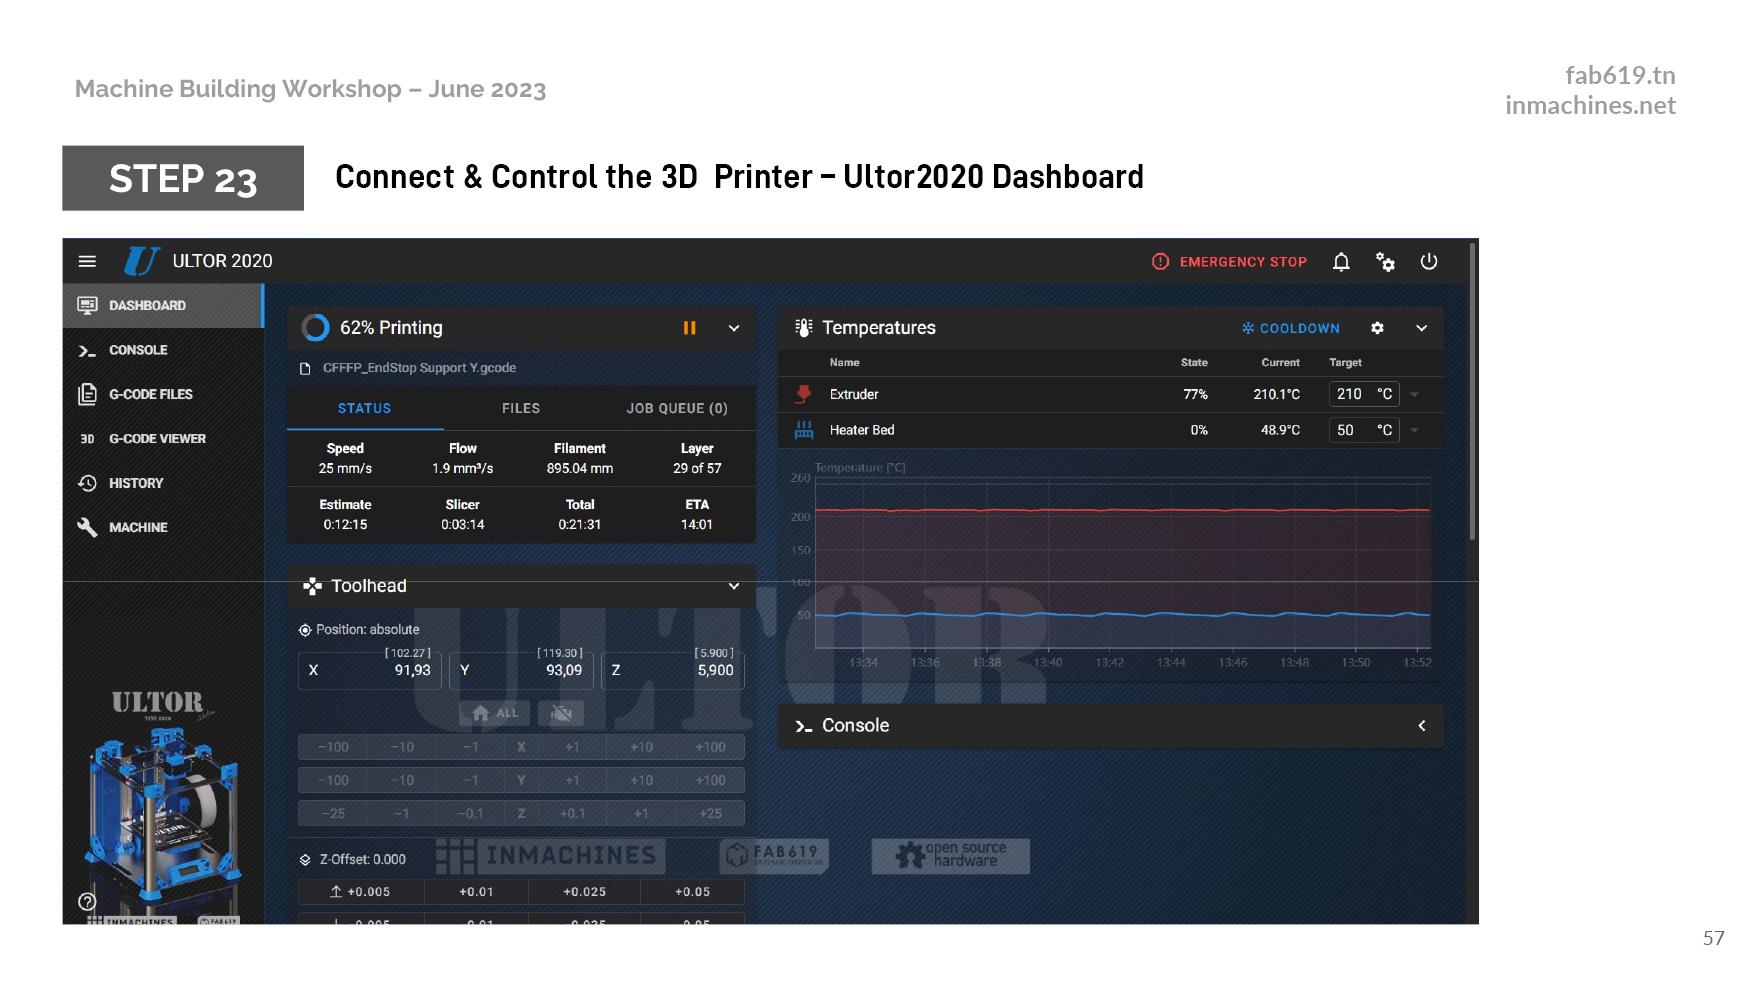 Machine Building Workshop – June 2023
fab619.tn
inmachines.net
STEP 23
Connect & Control the 3D Printer – Ultor2020 Dashboard
ULTOR 2020
EMERGENCY STOP
DASHBOARD
CONSOLE
G-CODE FILES
3D G-CODE VIEWER
HISTORY
MACHINE
62% Printing
CFFFP_EndStop Support Y.gcode
STATUS FILES JOB QUEUE (0)
Speed Flow Filament Layer
25 mm/s 1.9 mm³/s 895.04 mm 29 of 57
Estimate Slicer Total ETA
0:12:15 0:03:14 0:21:31 14:01
Toolhead
Position: absolute
[102.27] [119.30] [5.900]
X 91,93 Y 93,09 Z 5,900
ALL
−100 −10 −1 X +1 +10 +100
−100 −10 −1 Y +1 +10 +100
−25 −1 −0.1 Z +0.1 +1 +25
Z-Offset: 0.000
+0.005 +0.01 +0.025 +0.05
Temperatures
COOLDOWN
Name State Current Target
Extruder 77% 210.1°C 210 °C
Heater Bed 0% 48.9°C 50 °C
Temperature [°C]
260
200
150
100
50
13:34 13:36 13:38 13:40 13:42 13:44 13:46 13:48 13:50 13:52
Console
ULTOR
INMACHINES
FAB619
open source
hardware
ULTOR
ULTOR
INMACHINES FAB619
57